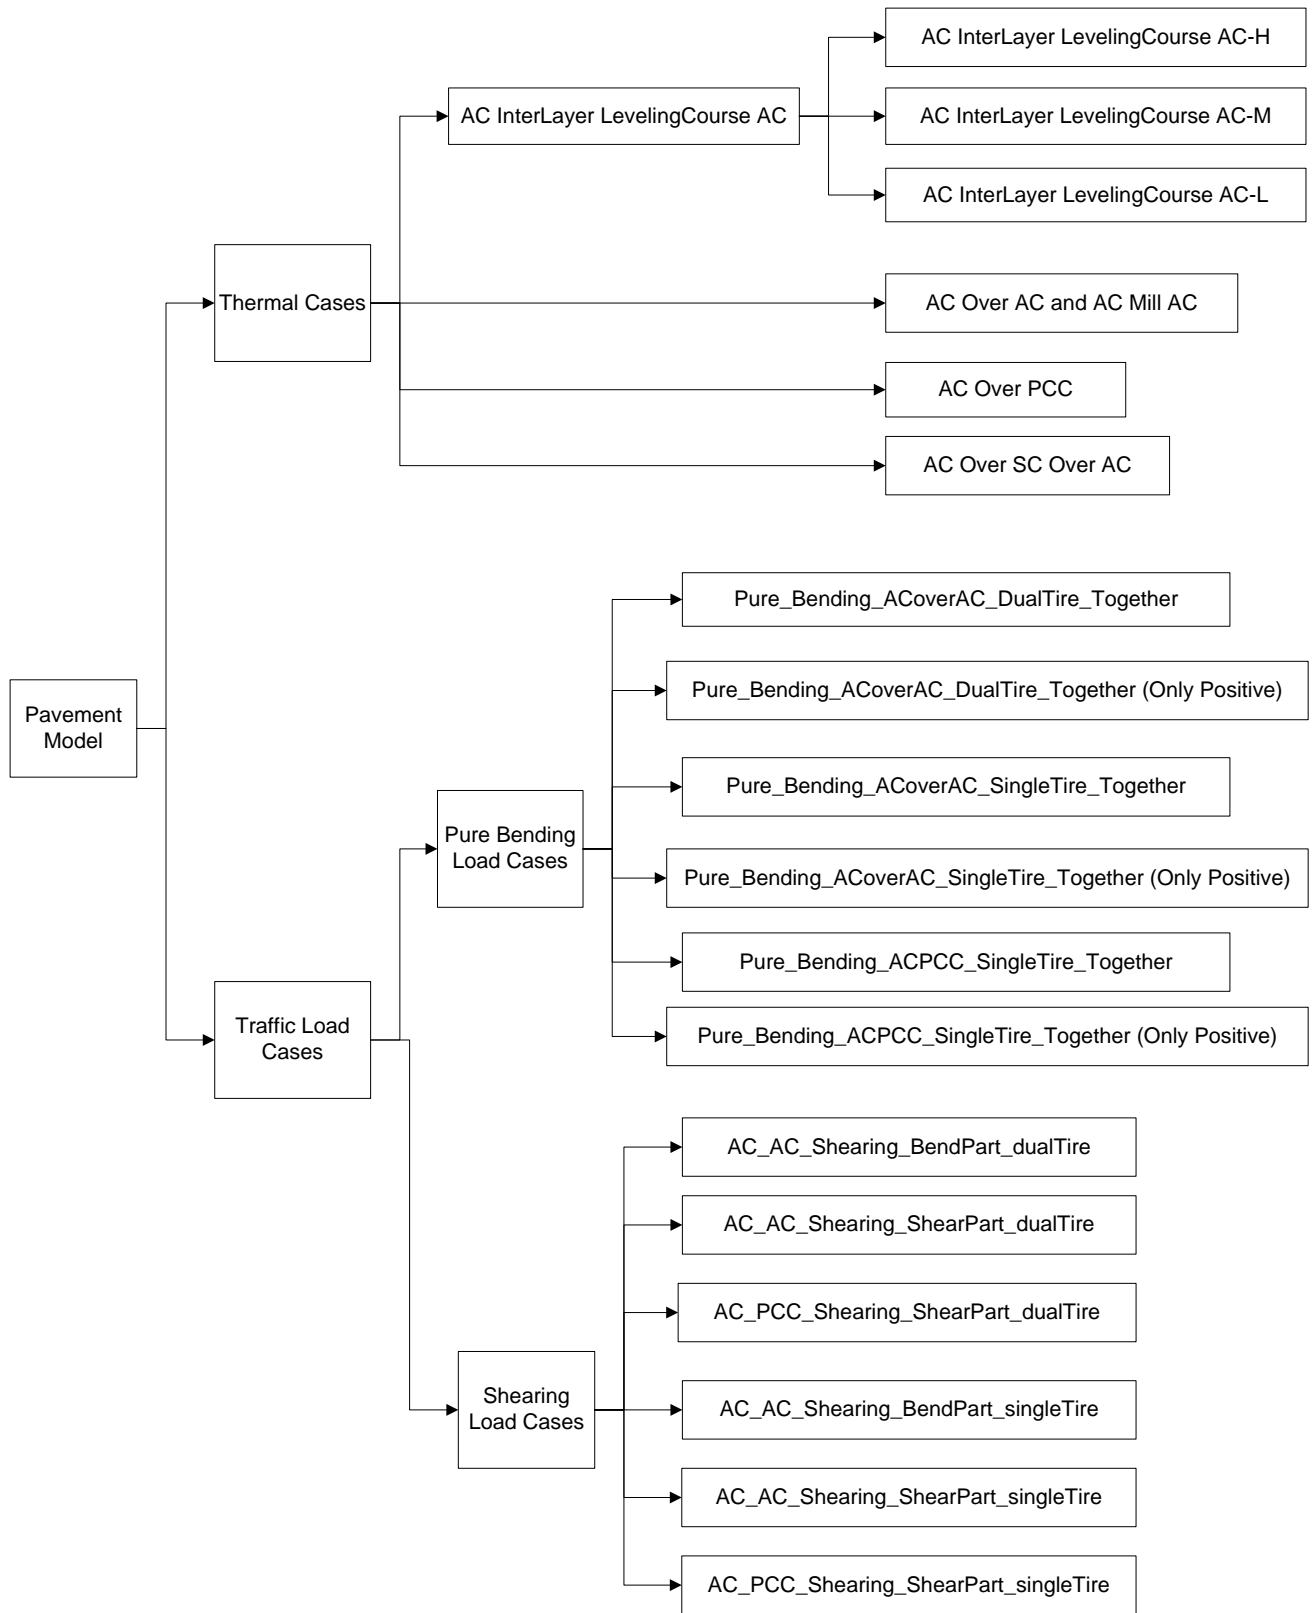 AC InterLayer LevelingCourse AC-H
AC InterLayer LevelingCourse AC
AC InterLayer LevelingCourse AC-M
AC InterLayer LevelingCourse AC-L
Thermal Cases
AC Over AC and AC Mill AC
AC Over PCC
AC Over SC Over AC
Pure_Bending_ACoverAC_DualTire_Together
Pavement
Model
Pure_Bending_ACoverAC_DualTire_Together (Only Positive)
Pure_Bending_ACoverAC_SingleTire_Together
Pure Bending
Load Cases
Pure_Bending_ACoverAC_SingleTire_Together (Only Positive)
Pure_Bending_ACPCC_SingleTire_Together
Traffic Load
Cases
Pure_Bending_ACPCC_SingleTire_Together (Only Positive)
AC_AC_Shearing_BendPart_dualTire
AC_AC_Shearing_ShearPart_dualTire
AC_PCC_Shearing_ShearPart_dualTire
Shearing
Load Cases
AC_AC_Shearing_BendPart_singleTire
AC_AC_Shearing_ShearPart_singleTire
AC_PCC_Shearing_ShearPart_singleTire